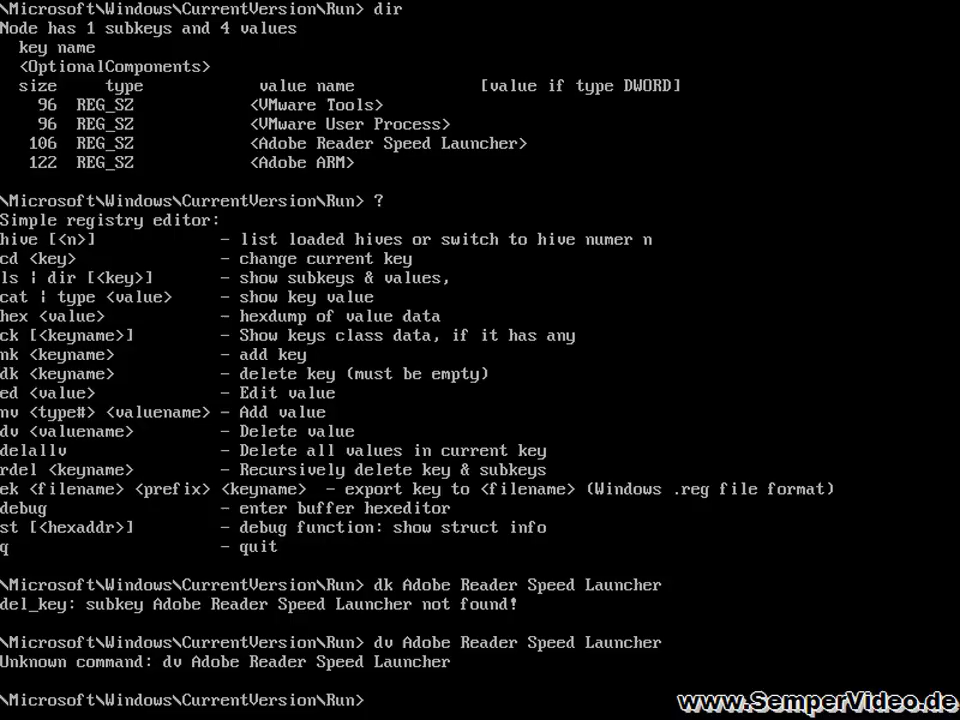 \Microsoft\Windows\CurrentVersion\Run> dir
Node has 1 subkeys and 4 values
key name
<OptionalComponents>
size type value name [value if type DWORD]
96 REG_SZ <VMware Tools>
96 REG_SZ <VMware User Process>
106 REG_SZ <Adobe Reader Speed Launcher>
122 REG_SZ <Adobe ARM>
\Microsoft\Windows\CurrentVersion\Run> ?
Simple registry editor:
hive [<n>] - list loaded hives or switch to hive numer n
cd <key> - change current key
ls | dir [<key>] - show subkeys & values,
cat | type <value> - show key value
hex <value> - hexdump of value data
ck [<keyname>] - Show keys class data, if it has any
nk <keyname> - add key
dk <keyname> - delete key (must be empty)
ed <value> - Edit value
nv <type#> <valuename> - Add value
dv <valuename> - Delete value
delallv - Delete all values in current key
rdel <keyname> - Recursively delete key & subkeys
ek <filename> <prefix> <keyname> - export key to <filename> (Windows .reg file format)
debug - enter buffer hexeditor
st [<hexaddr>] - debug function: show struct info
q - quit
\Microsoft\Windows\CurrentVersion\Run> dk Adobe Reader Speed Launcher
del_key: subkey Adobe Reader Speed Launcher not found!
\Microsoft\Windows\CurrentVersion\Run> dv Adobe Reader Speed Launcher
Unknown command: dv Adobe Reader Speed Launcher
\Microsoft\Windows\CurrentVersion\Run>
www.SemperVideo.de